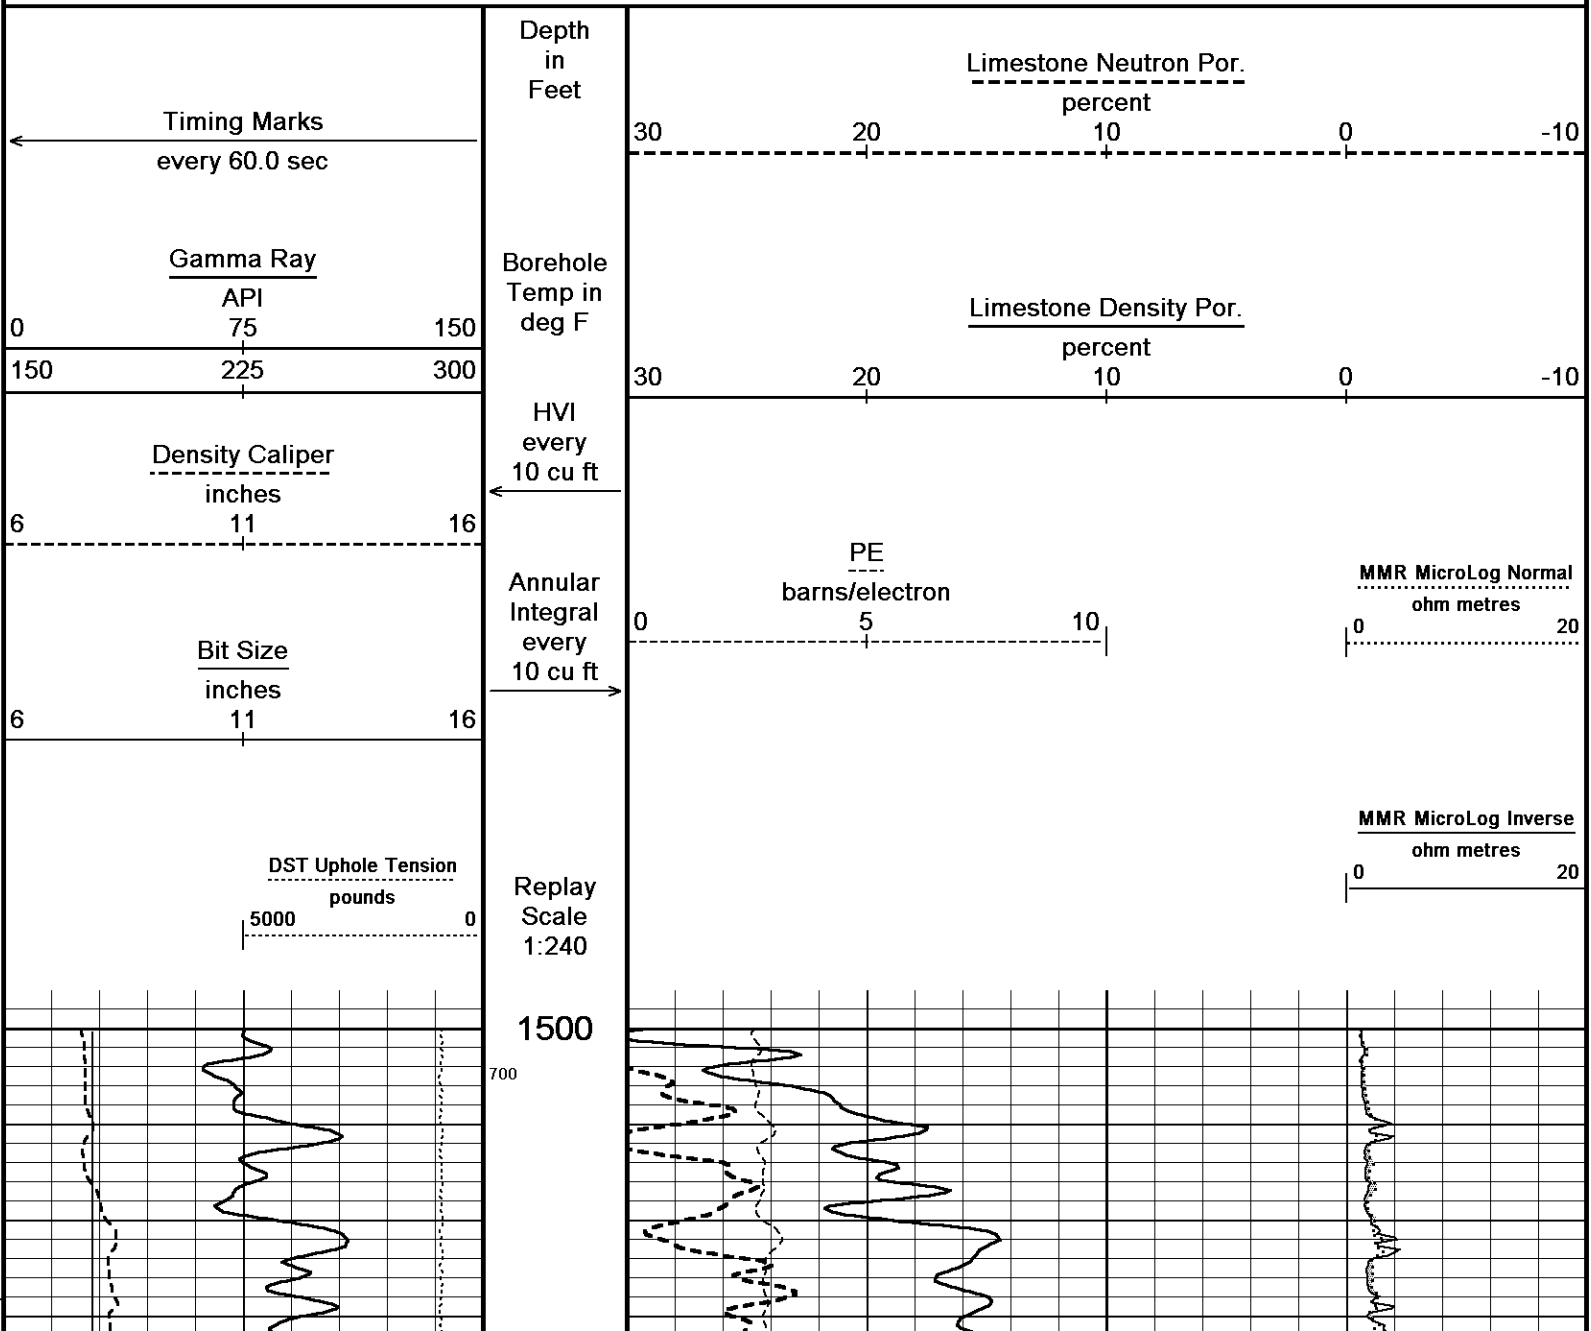 Timing Marks
every 60.0 sec
Gamma Ray
API
0 75 150
150 225 300
Density Caliper
inches
6 11 16
Bit Size
inches
6 11 16
DST Uphole Tension
pounds
5000 0
Depth
in
Feet
Borehole
Temp in
deg F
HVI
every
10 cu ft
Annular
Integral
every
10 cu ft
Replay
Scale
1:240
1500
700
Limestone Neutron Por.
percent
30 20 10 0 -10
Limestone Density Por.
percent
30 20 10 0 -10
PE
barns/electron
0 5 10
MMR MicroLog Normal
ohm metres
0 20
MMR MicroLog Inverse
ohm metres
0 20